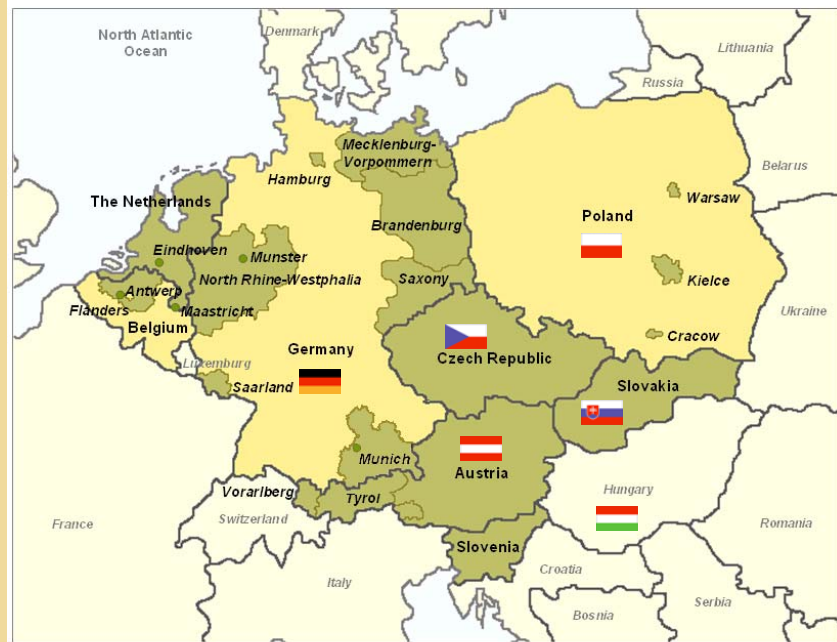 North Atlantic
Ocean
Denmark
Lithuania
Russia
Mecklenburg-
Vorpommern
Belarus
Hamburg
The Netherlands
Warsaw
Poland
Brandenburg
Eindhoven
Munster
North Rhine-Westphalia
Saxony
Kielce
Antwerp
Maastricht
Flanders
Belgium
Ukraine
Cracow
Germany
Czech Republic
Luxemburg
Saarland
Slovakia
Munich
Austria
Vorarlberg
Tyrol
Hungary
Switzerland
France
Romania
Slovenia
Croatia
Italy
Serbia
Bosnia